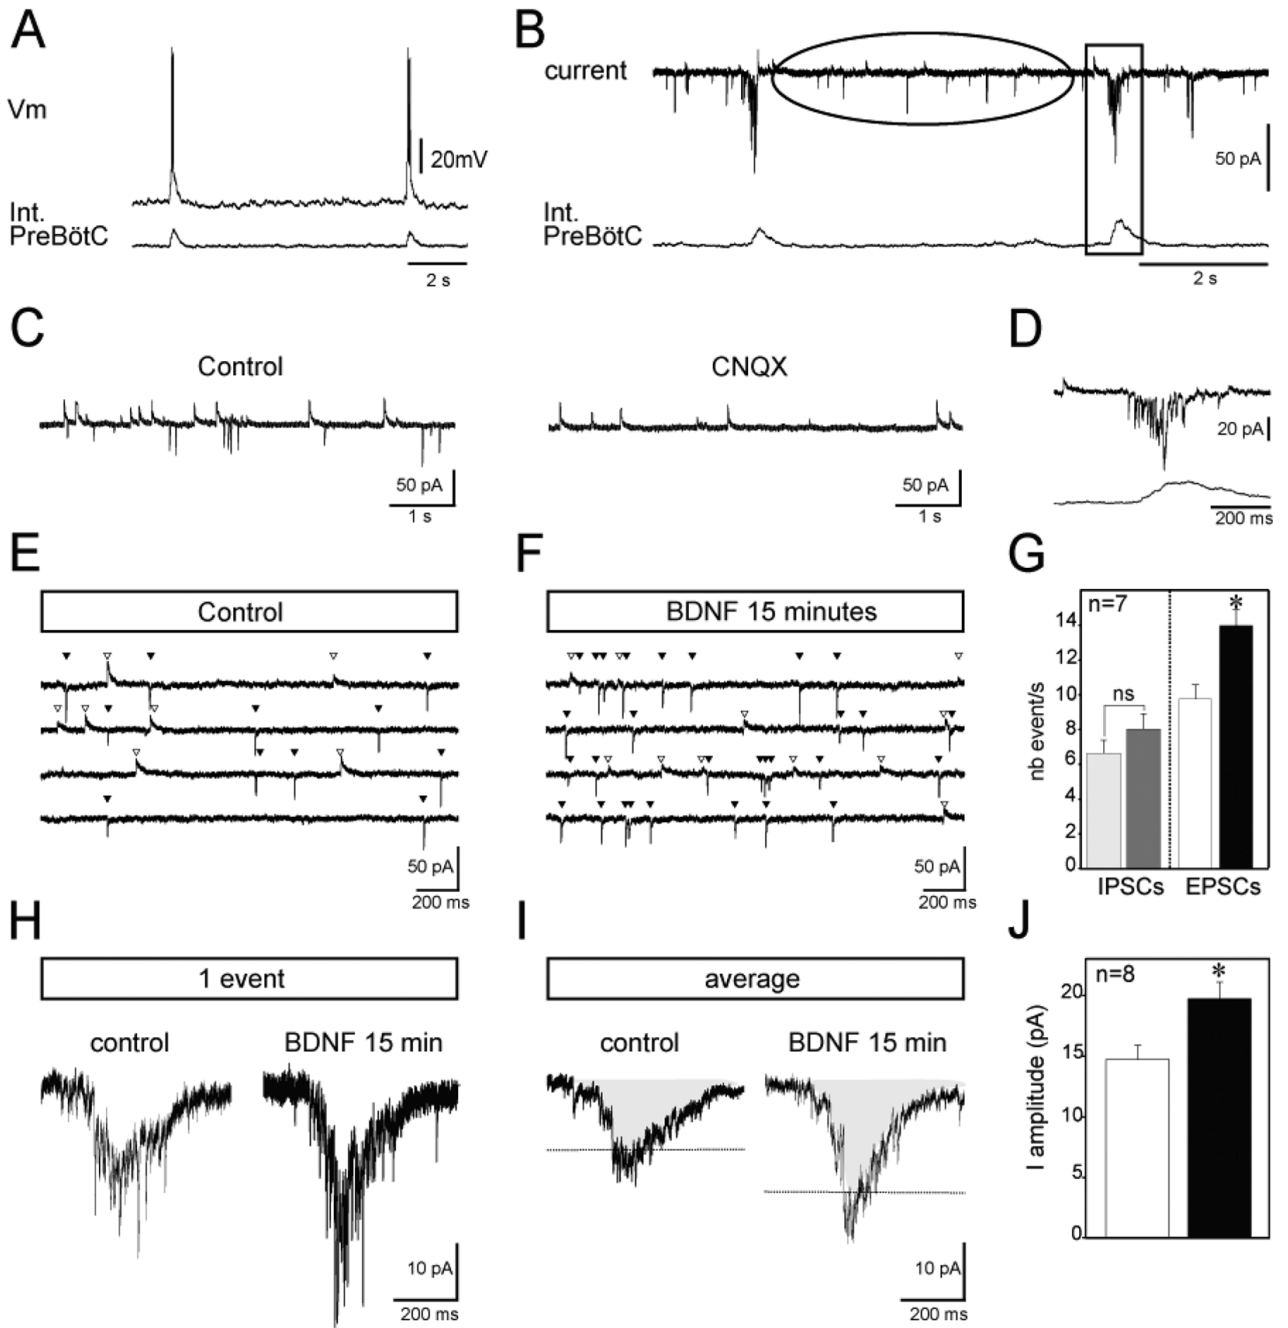 A
Vm
20mV
Int.
PreBötC
2 s
B
current
50 pA
Int.
PreBötC
2 s
C
Control
50 pA
1 s
CNQX
50 pA
1 s
D
20 pA
200 ms
E
Control
50 pA
200 ms
F
BDNF 15 minutes
50 pA
200 ms
G
n=7
*
ns
nb event/s
14
12
10
8
6
4
2
0
IPSCs
EPSCs
H
1 event
control
BDNF 15 min
10 pA
200 ms
I
average
control
BDNF 15 min
10 pA
200 ms
J
n=8
*
I amplitude (pA)
20
15
10
5
0